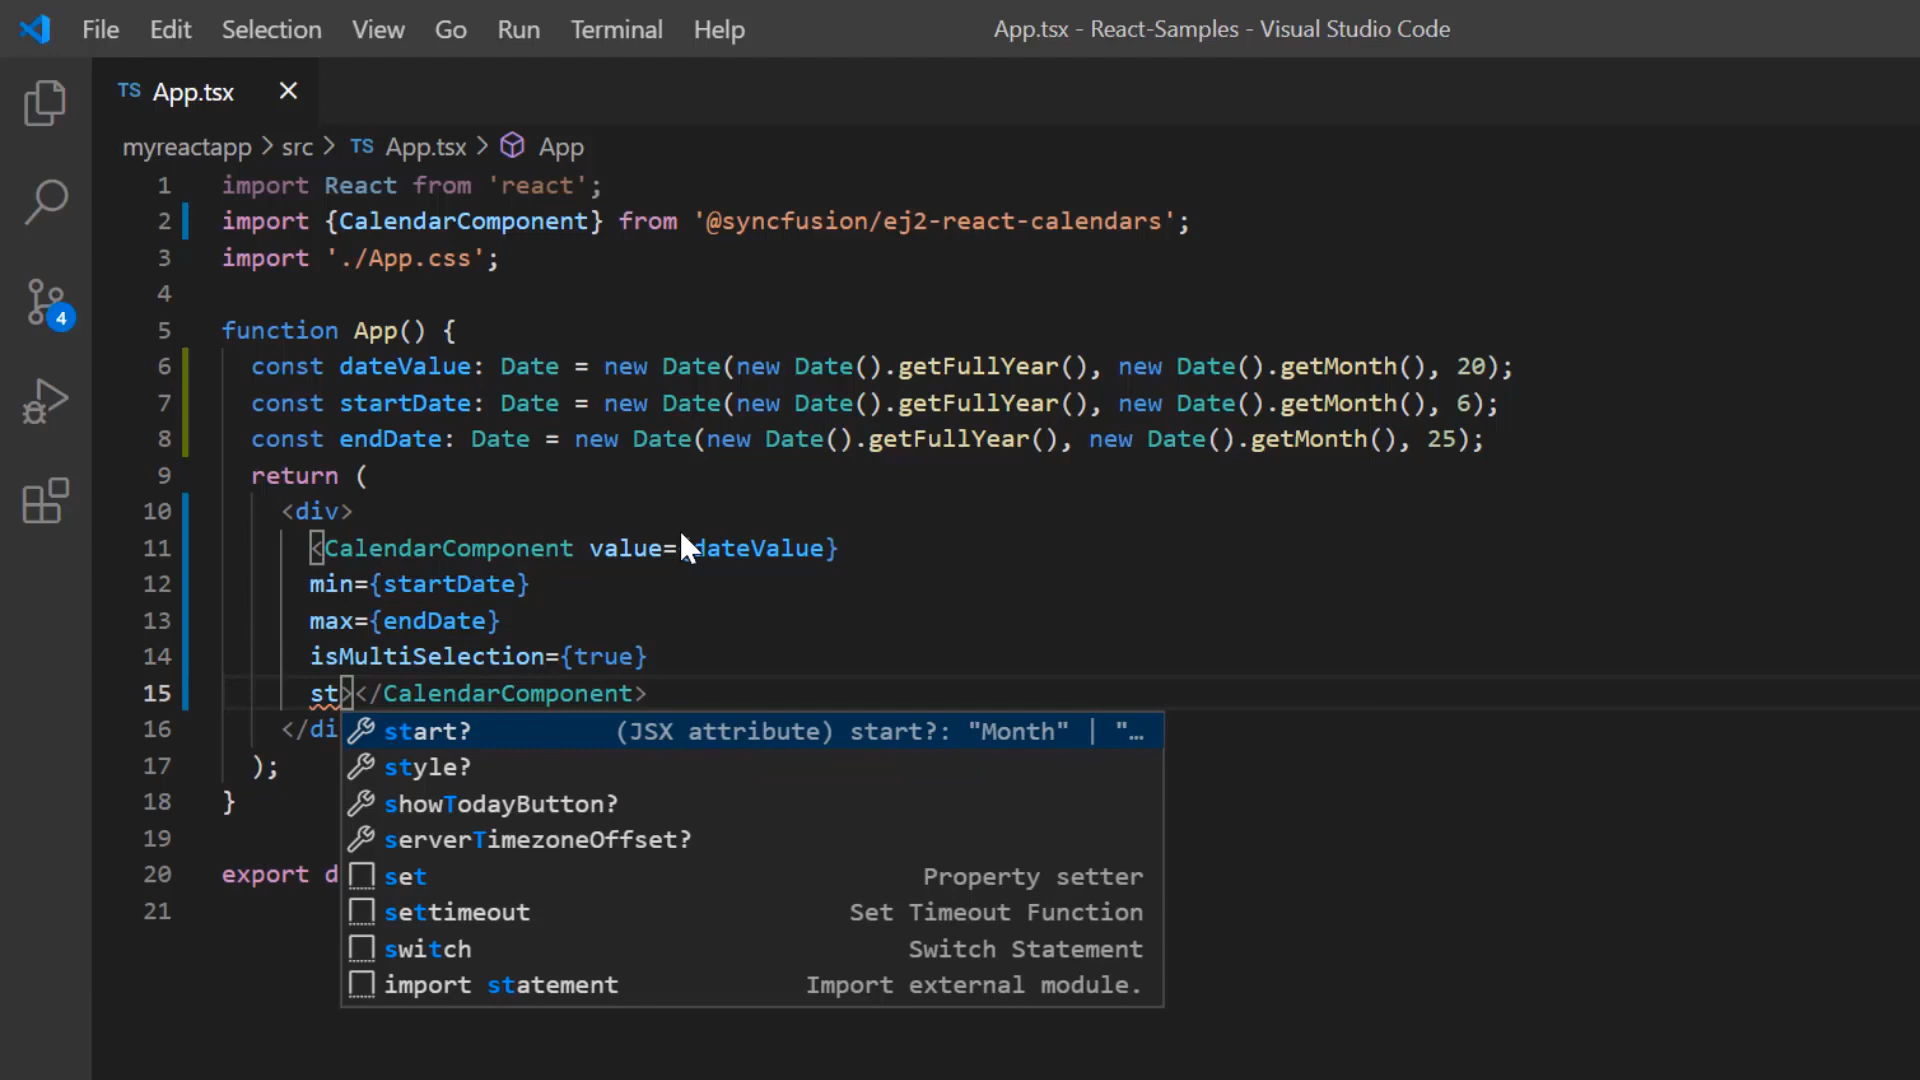 File Edit Selection View Go Run Terminal Help App.tsx - React-Samples - Visual Studio Code
TS App.tsx
myreactapp > src > TS App.tsx > App
1 import React from 'react';
2 import {CalendarComponent} from '@syncfusion/ej2-react-calendars';
3 import './App.css';
4
5 function App() {
6 const dateValue: Date = new Date(new Date().getFullYear(), new Date().getMonth(), 20);
7 const startDate: Date = new Date(new Date().getFullYear(), new Date().getMonth(), 6);
8 const endDate: Date = new Date(new Date().getFullYear(), new Date().getMonth(), 25);
9 return (
10 <div>
11 <CalendarComponent value={dateValue}
12 min={startDate}
13 max={endDate}
14 isMultiSelection={true}
4
15 st></CalendarComponent>
16 </di
start? (JSX attribute) start?: "Month" | "…
style?
17 );
18 }
showTodayButton?
19
serverTimezoneOffset?
20 export d
set Property setter
21
settimeout Set Timeout Function
switch Switch Statement
import statement Import external module.